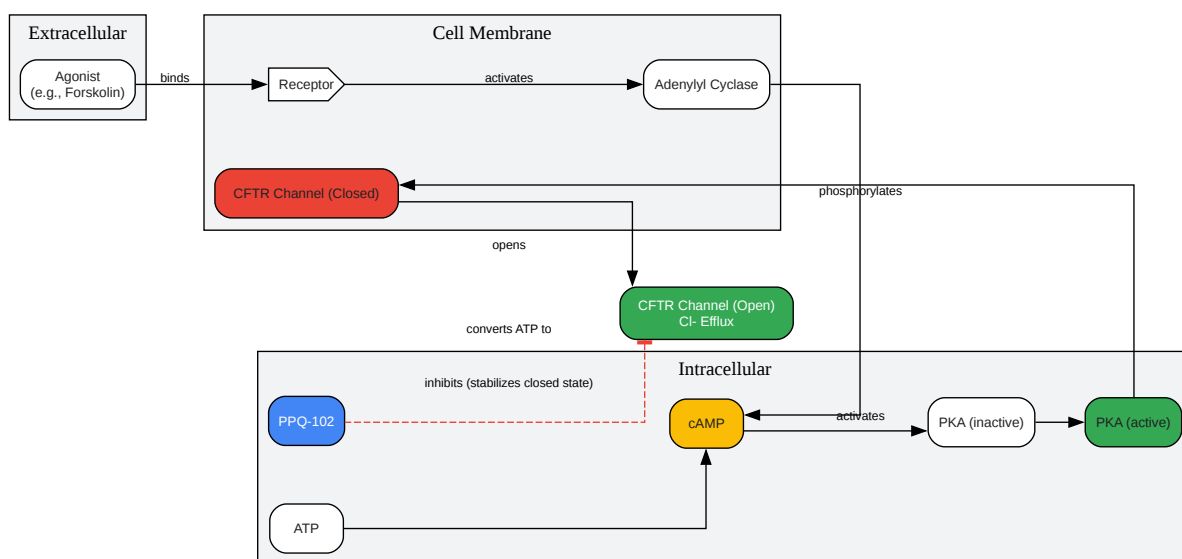 Extracellular
Cell Membrane
Agonist
(e.g., Forskolin)
binds
Receptor
activates
Adenylyl Cyclase
CFTR Channel (Closed)
phosphorylates
opens
CFTR Channel (Open)
Cl- Efflux
converts ATP to
Intracellular
inhibits (stabilizes closed state)
PPQ-102
cAMP
activates
PKA (inactive)
PKA (active)
ATP